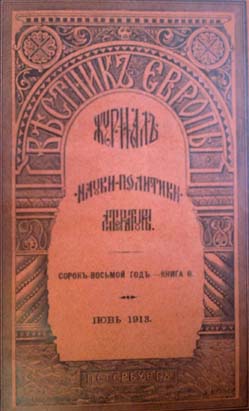 ВѢСТНИКЪ ЕВРОПЫ
ЖУРНАЛЪ
НАУКИ-ПОЛИТИКИ
ЛИТЕРАТУРЫ.
СОРОКЪ-ВОСЬМОЙ ГОДЪ.—КНИГА 6.
ІЮНЬ 1913.
ПЕТЕРБУРГЪ